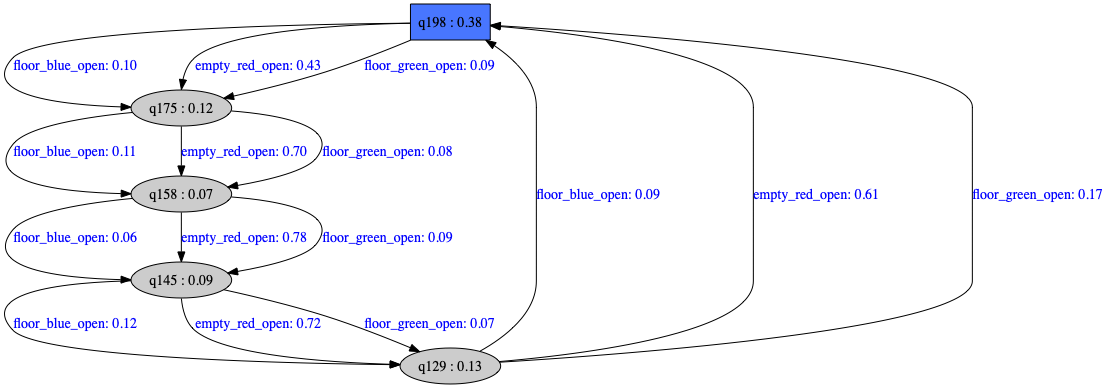 q198 : 0.38
floor_blue_open: 0.10
empty_red_open: 0.43
floor_green_open: 0.09
q175 : 0.12
floor_blue_open: 0.11
empty_red_open: 0.70
floor_green_open: 0.08
q158 : 0.07
floor_blue_open: 0.09
empty_red_open: 0.61
floor_green_open: 0.17
floor_blue_open: 0.06
empty_red_open: 0.78
floor_green_open: 0.09
q145 : 0.09
floor_blue_open: 0.12
empty_red_open: 0.72
floor_green_open: 0.07
q129 : 0.13